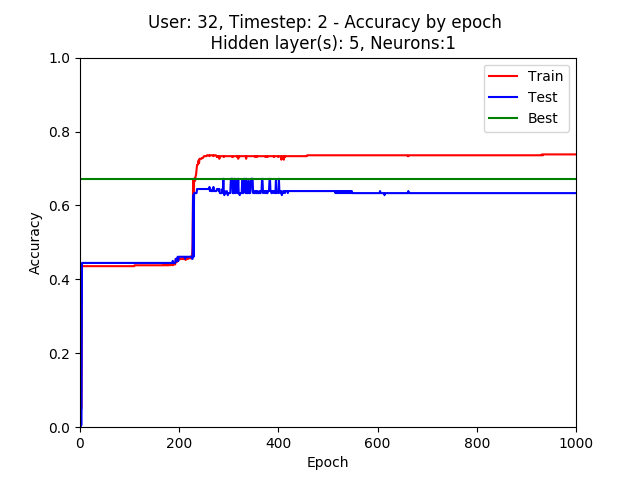 User: 32, Timestep: 2 - Accuracy by epoch
Hidden layer(s): 5, Neurons:1
1.0
0.8
0.6
0.4
0.2
0.0
Accuracy
Train
Test
Best
0 200 400 600 800 1000
Epoch